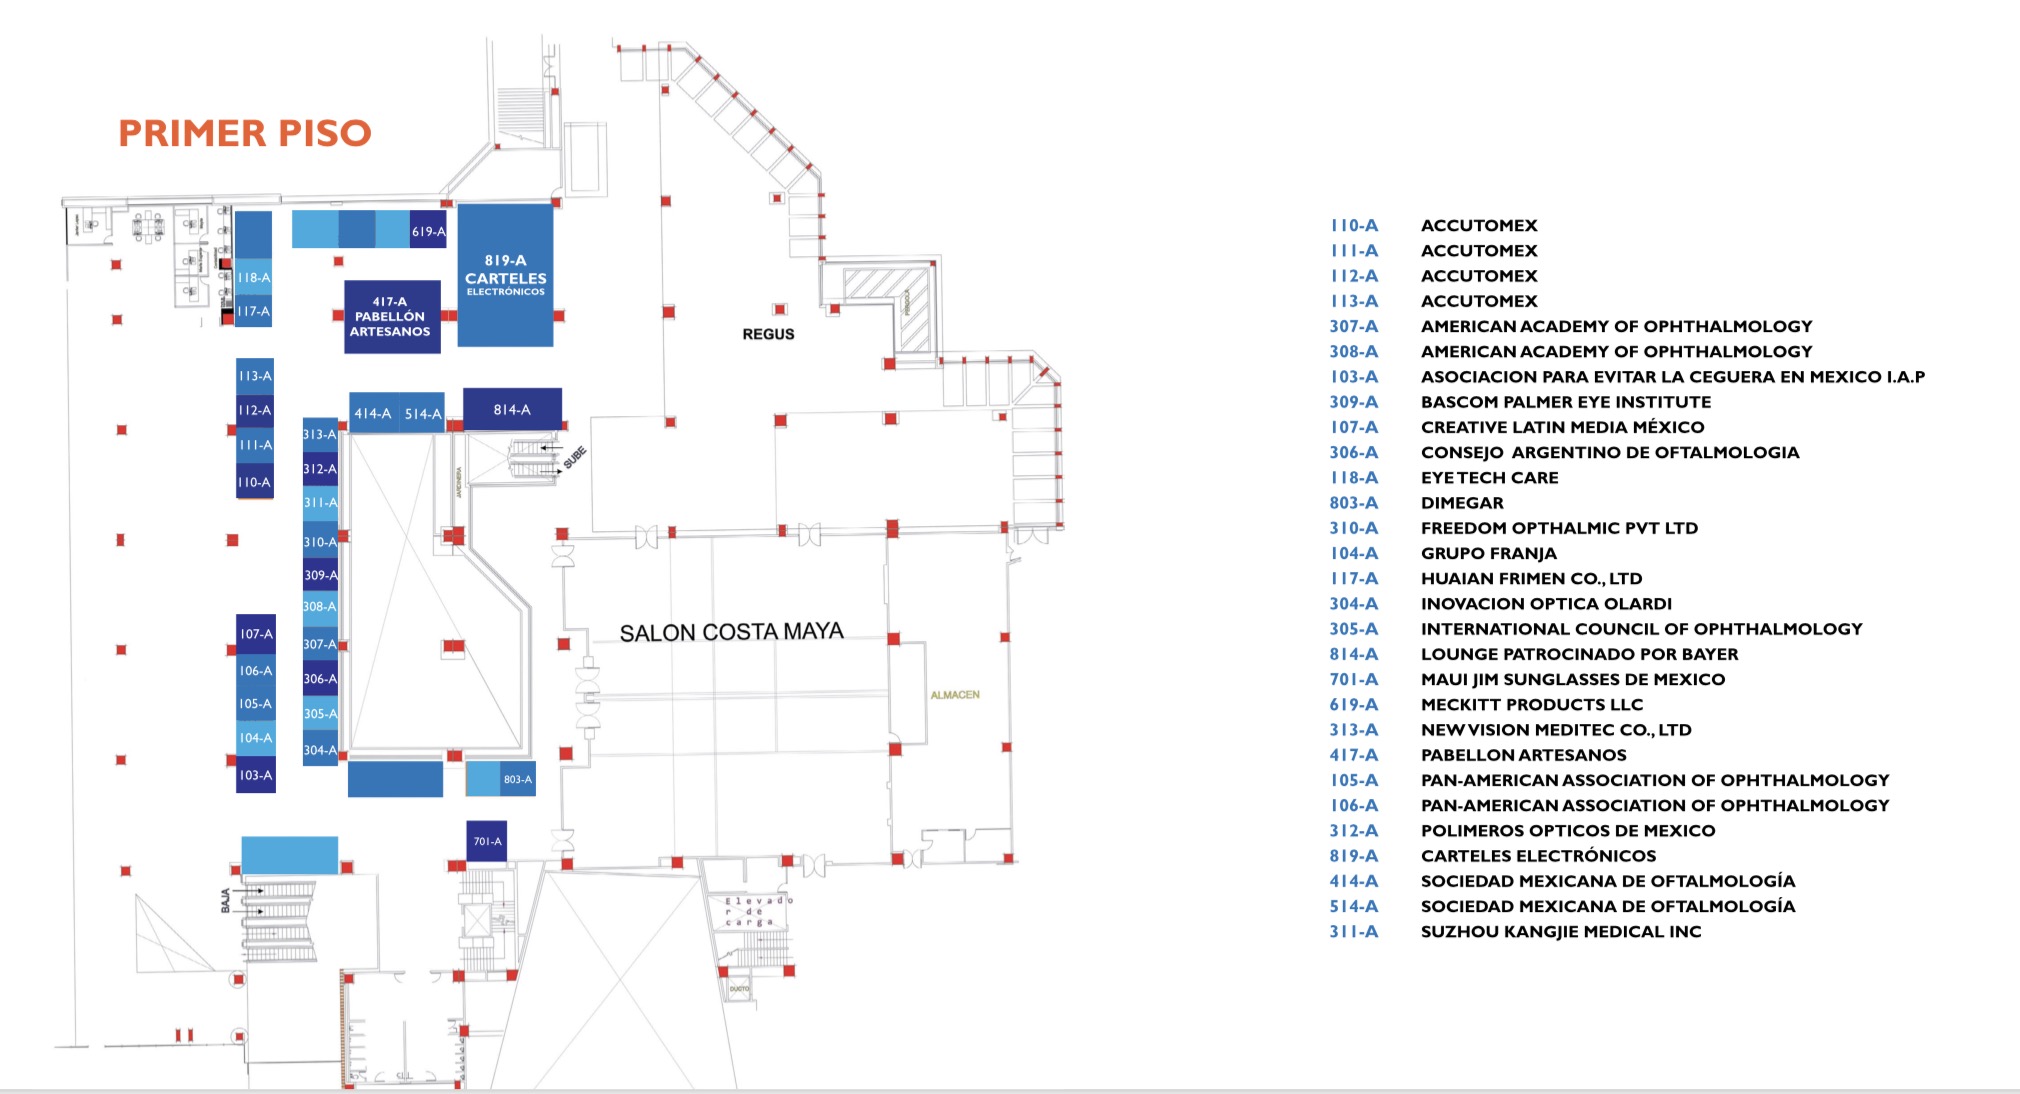 PRIMER PISO
619-A
819-A
CARTELES
ELECTRÓNICOS
118-A
117-A
417-A
PABELLÓN
ARTESANOS
REGUS
113-A
112-A
111-A
110-A
414-A
514-A
814-A
SUBE
JARDINERA
313-A
312-A
311-A
310-A
309-A
308-A
307-A
306-A
305-A
304-A
107-A
106-A
105-A
104-A
103-A
SALON COSTA MAYA
ALMACEN
803-A
701-A
BAJA
Elevado
r de
carga
DUCTO
110-A ACCUTOMEX
111-A ACCUTOMEX
112-A ACCUTOMEX
113-A ACCUTOMEX
307-A AMERICAN ACADEMY OF OPHTHALMOLOGY
308-A AMERICAN ACADEMY OF OPHTHALMOLOGY
103-A ASOCIACION PARA EVITAR LA CEGUERA EN MEXICO I.A.P
309-A BASCOM PALMER EYE INSTITUTE
107-A CREATIVE LATIN MEDIA MÉXICO
306-A CONSEJO ARGENTINO DE OFTALMOLOGIA
118-A EYE TECH CARE
803-A DIMEGAR
310-A FREEDOM OPTHALMIC PVT LTD
104-A GRUPO FRANJA
117-A HUAIAN FRIMEN CO., LTD
304-A INOVACION OPTICA OLARDI
305-A INTERNATIONAL COUNCIL OF OPHTHALMOLOGY
814-A LOUNGE PATROCINADO POR BAYER
701-A MAUI JIM SUNGLASSES DE MEXICO
619-A MECKITT PRODUCTS LLC
313-A NEW VISION MEDITEC CO., LTD
417-A PABELLON ARTESANOS
105-A PAN-AMERICAN ASSOCIATION OF OPHTHALMOLOGY
106-A PAN-AMERICAN ASSOCIATION OF OPHTHALMOLOGY
312-A POLIMEROS OPTICOS DE MEXICO
819-A CARTELES ELECTRÓNICOS
414-A SOCIEDAD MEXICANA DE OFTALMOLOGÍA
514-A SOCIEDAD MEXICANA DE OFTALMOLOGÍA
311-A SUZHOU KANGJIE MEDICAL INC